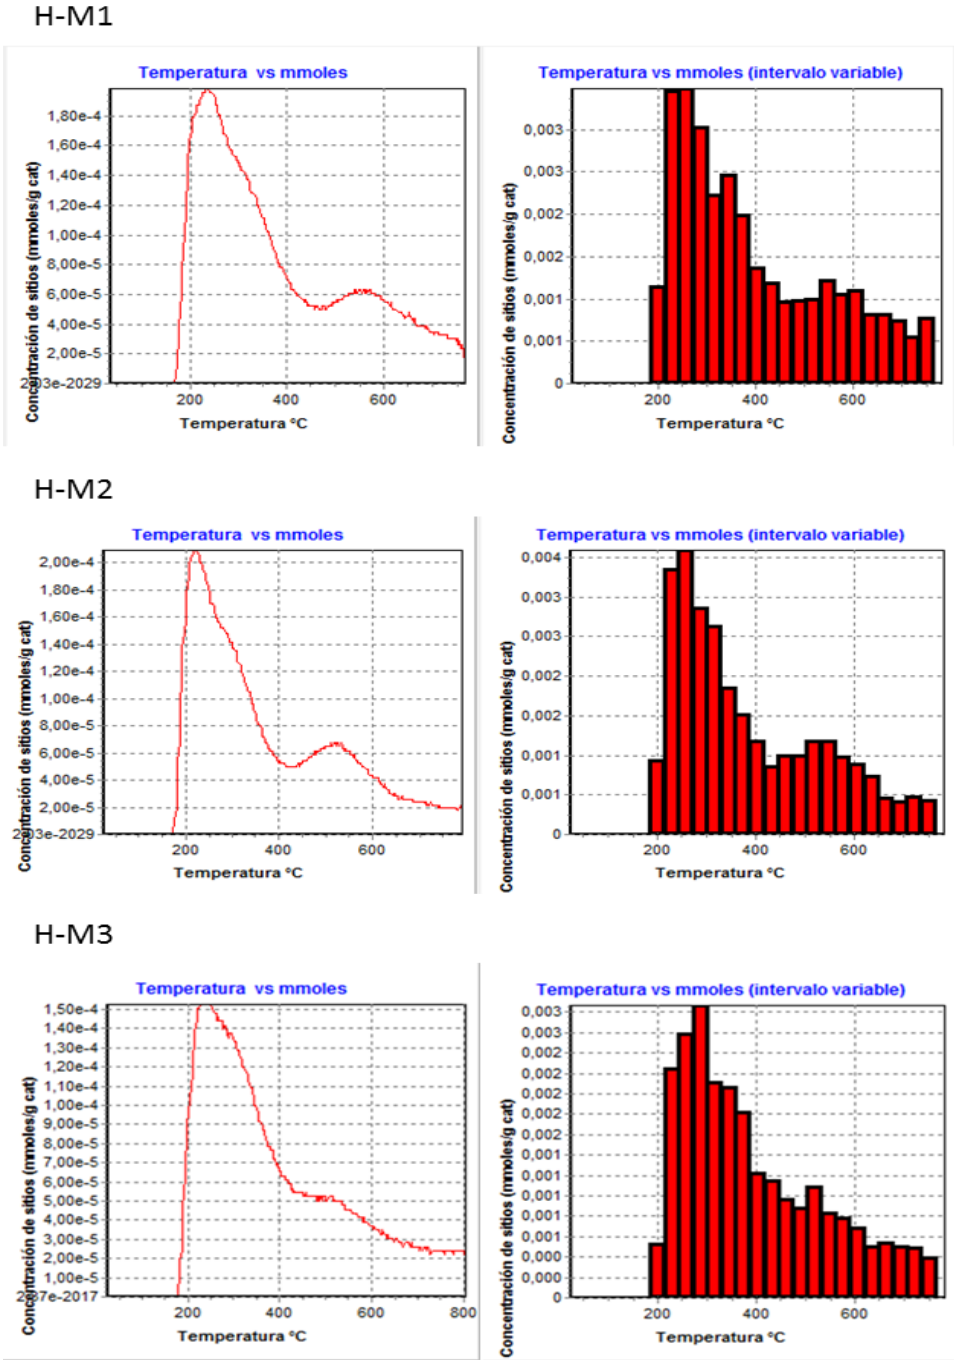 H-M1
Temperatura vs mmoles
Concentración de sitios (mmoles/g cat)
1,80e-4
1,60e-4
1,40e-4
1,20e-4
1,00e-4
8,00e-5
6,00e-5
4,00e-5
2,00e-5
200 400 600
Temperatura ºC
Temperatura vs mmoles (intervalo variable)
Concentración de sitios (mmoles/g cat)
0,003
0,003
0,002
0,002
0,001
0,001
0
200 400 600
Temperatura ºC
H-M2
Temperatura vs mmoles
Concentración de sitios (mmoles/g cat)
2,00e-4
1,80e-4
1,60e-4
1,40e-4
1,20e-4
1,00e-4
8,00e-5
6,00e-5
4,00e-5
2,00e-5
200 400 600
Temperatura ºC
Temperatura vs mmoles (intervalo variable)
Concentración de sitios (mmoles/g cat)
0,004
0,003
0,003
0,002
0,002
0,001
0,001
0
200 400 600
Temperatura ºC
H-M3
Temperatura vs mmoles
Concentración de sitios (mmoles/g cat)
1,50e-4
1,40e-4
1,30e-4
1,20e-4
1,10e-4
1,00e-4
9,00e-5
8,00e-5
7,00e-5
6,00e-5
5,00e-5
4,00e-5
3,00e-5
2,00e-5
1,00e-5
200 400 600 800
Temperatura ºC
Temperatura vs mmoles (intervalo variable)
Concentración de sitios (mmoles/g cat)
0,003
0,003
0,002
0,002
0,002
0,002
0,002
0,001
0,001
0,001
0,001
0,001
0,000
0,000
0
200 400 600
Temperatura ºC